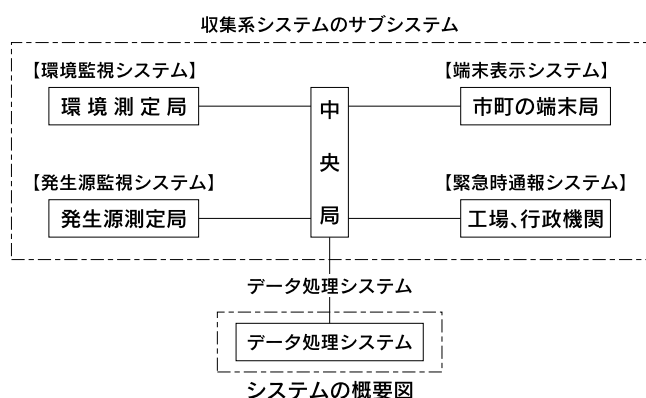 収集系システムのサブシステム
【環境監視システム】
環境測定局
【端末表示システム】
市町の端末局
中央局
【発生源監視システム】
発生源測定局
【緊急時通報システム】
工場、行政機関
データ処理システム
データ処理システム
システムの概要図